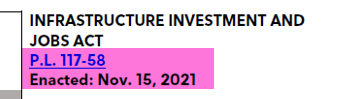 INFRASTRUCTURE INVESTMENT AND
JOBS ACT
P.L. 117-58
Enacted: Nov. 15, 2021